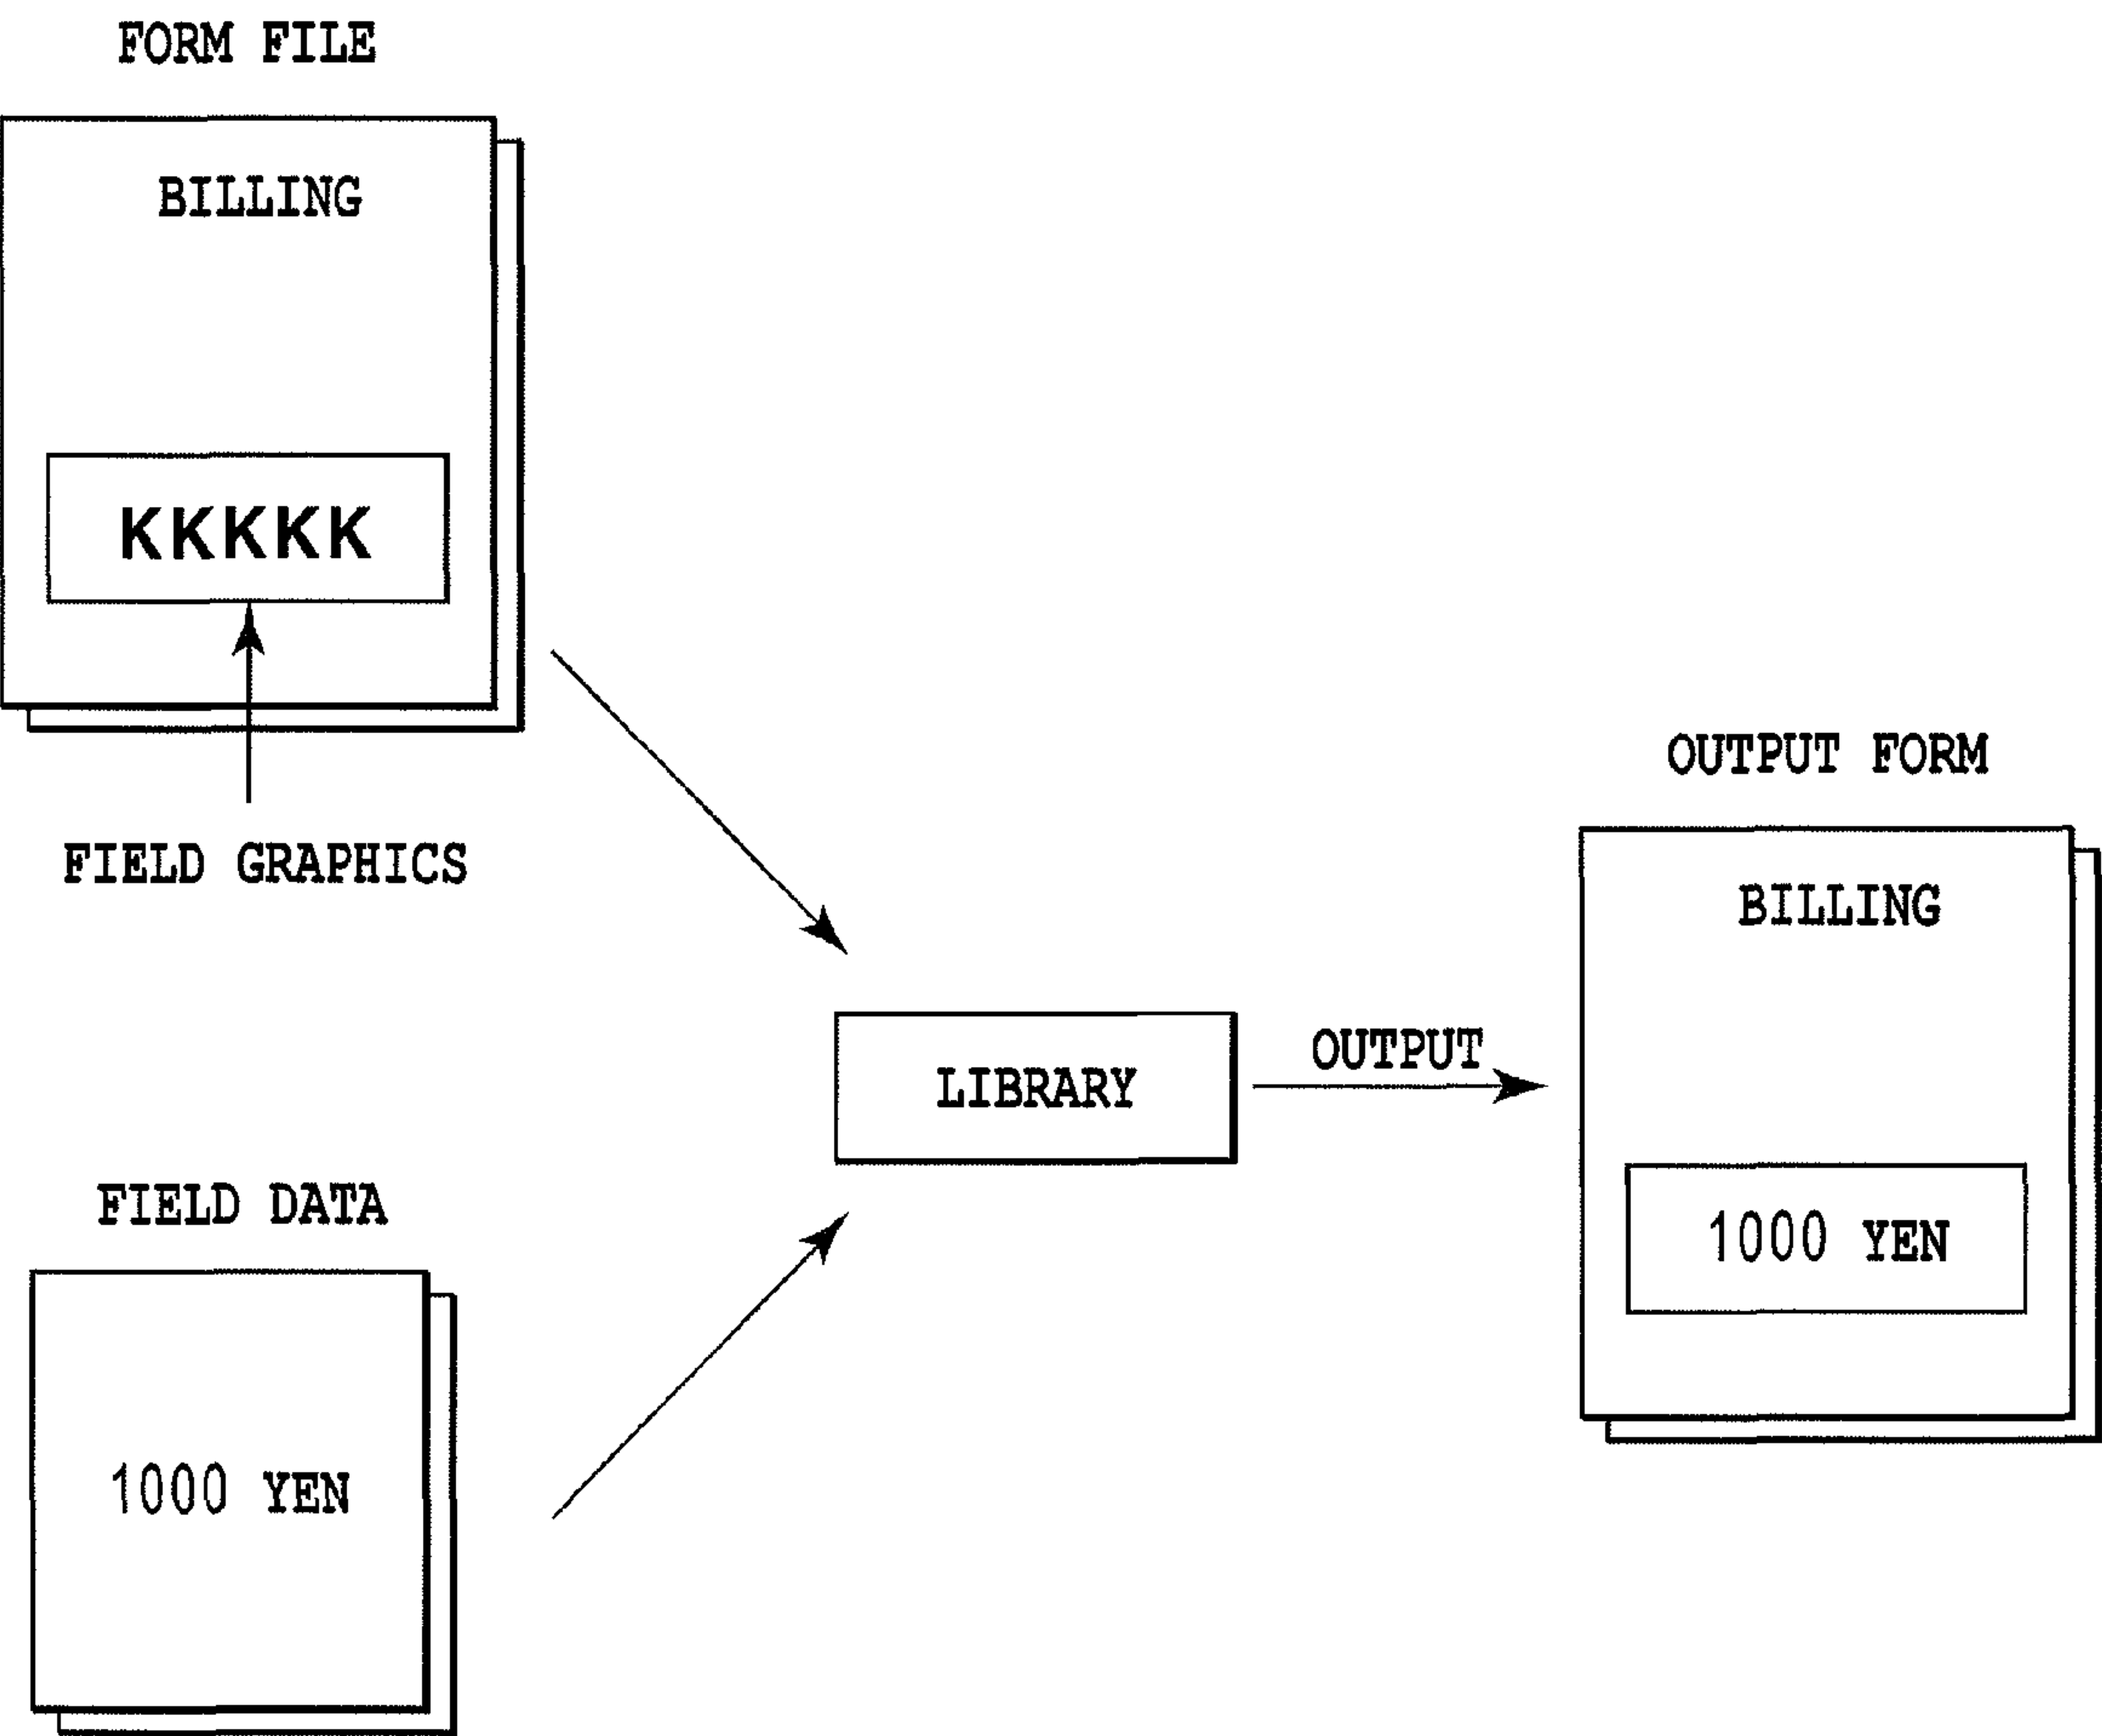 FORM FILE
BILLING
KKKKK
FIELD GRAPHICS
FIELD DATA
1000 YEN
LIBRARY
OUTPUT
OUTPUT FORM
BILLING
1000 YEN